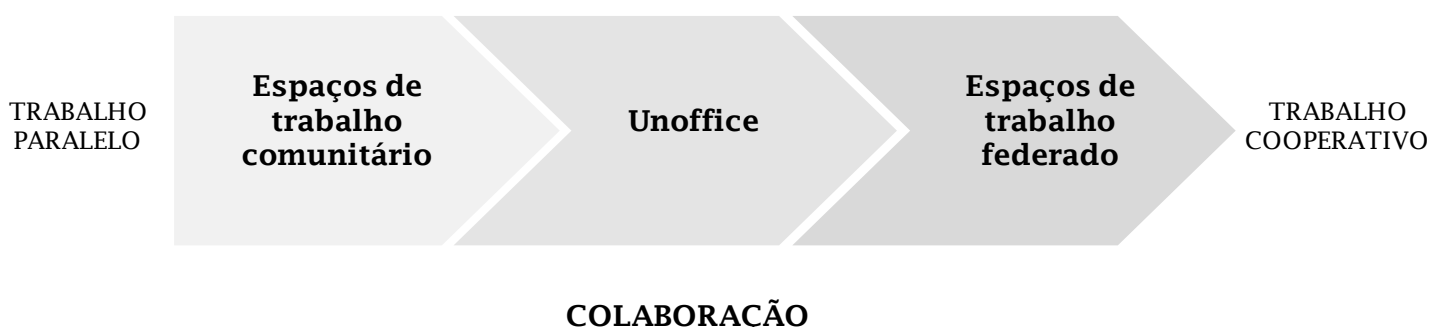 TRABALHO
PARALELO
Espaços de
trabalho
comunitário
Unoffice
Espaços de
trabalho
federado
TRABALHO
COOPERATIVO
COLABORAÇÃO